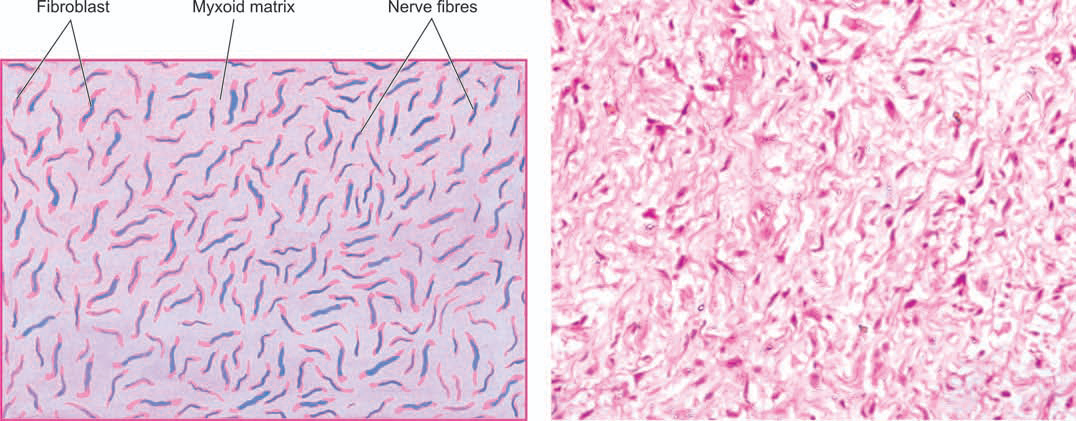 Fibroblast
Myxoid matrix
Nerve fibres